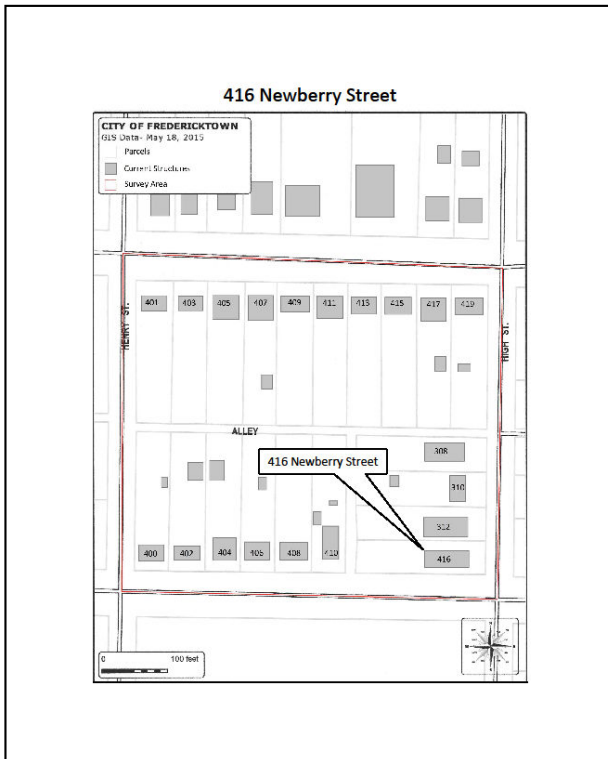 416 Newberry Street
CITY OF FREDERICKTOWN
GIS Data- May 18, 2015
Parcels
Current Structures
Survey Area
HENRY ST.
HIGH ST.
401 403 405 407 409 411 413 415 417 419
ALLEY
308
416 Newberry Street
310
312
400 402 404 406 408 410 416
0 100 feet